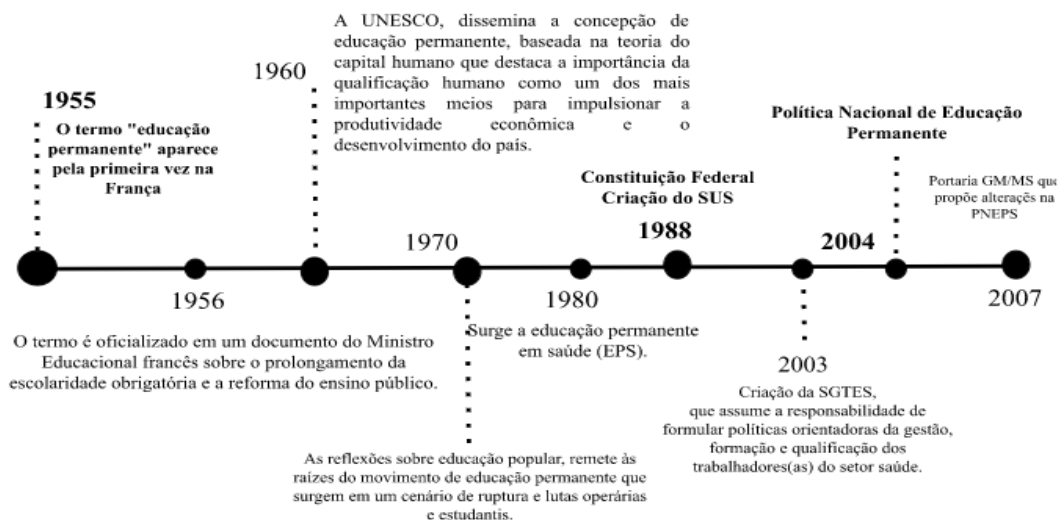 1955
O termo "educação
permanente" aparece
pela primeira vez na
França
1956
O termo é oficializado em um documento do Ministro
Educacional francês sobre o prolongamento da
escolaridade obrigatória e a reforma do ensino público.
1960
A UNESCO, dissemina a concepção de
educação permanente, baseada na teoria do
capital humano que destaca a importância da
qualificação humano como um dos mais
importantes meios para impulsionar a
produtividade econômica e o
desenvolvimento do país.
1970
As reflexões sobre educação popular, remete às
raízes do movimento de educação permanente que
surgem em um cenário de ruptura e lutas operárias
e estudantis.
1980
Surge a educação permanente
em saúde (EPS).
Constituição Federal
Criação do SUS
1988
2003
Criação da SGTES,
que assume a responsabilidade de
formular políticas orientadoras da gestão,
formação e qualificação dos
trabalhadores(as) do setor saúde.
2004
Política Nacional de Educação
Permanente
Portaria GM/MS que
propõe alterações na
PNEPS
2007